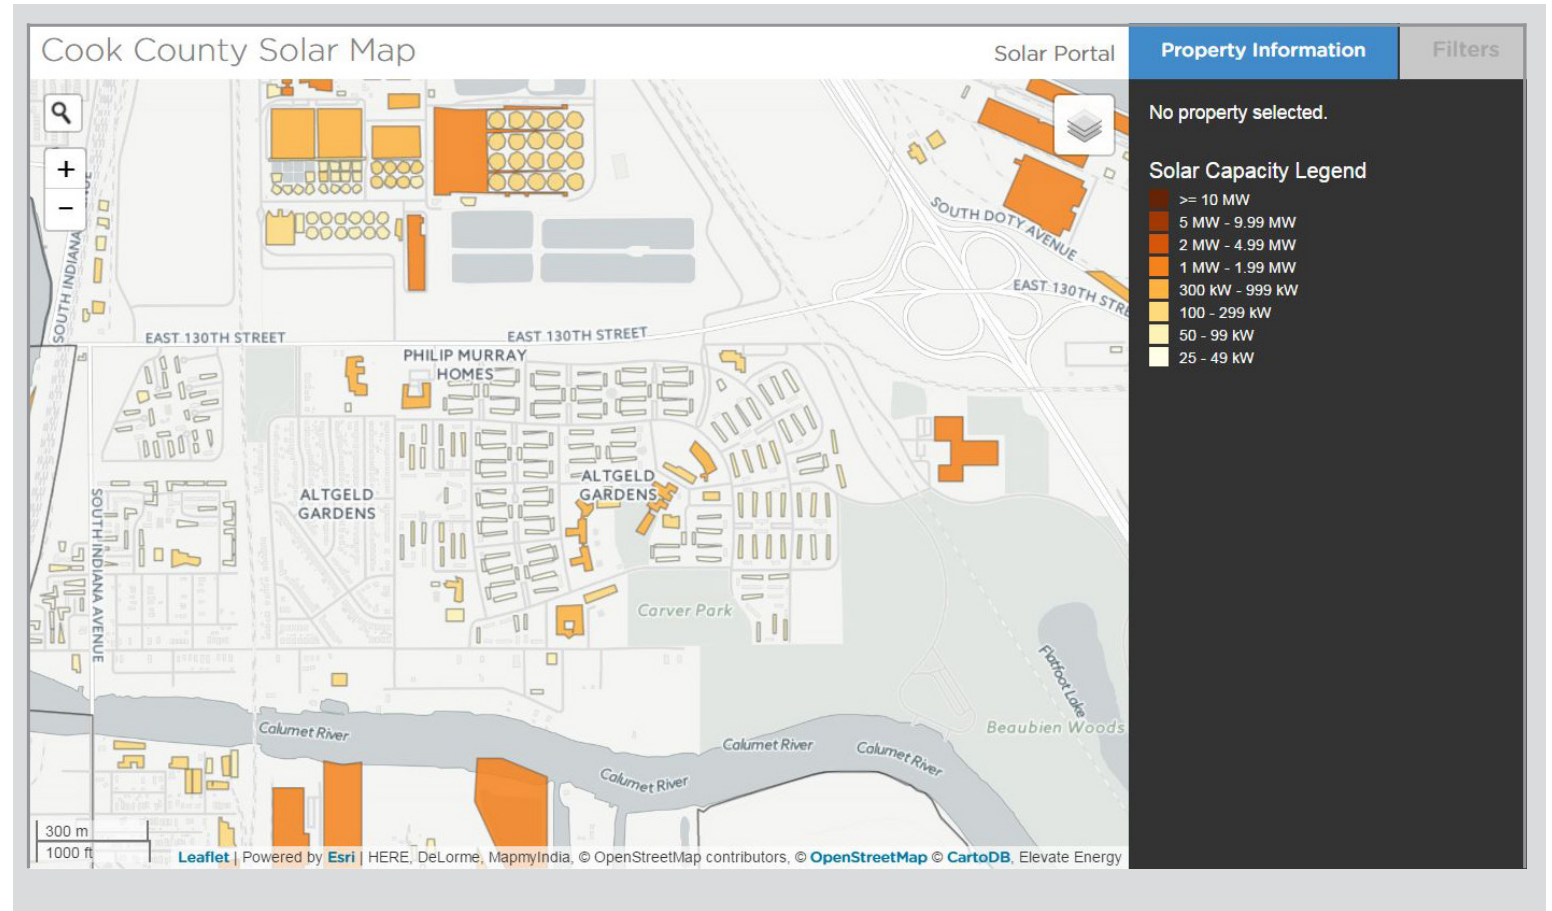 Cook County Solar Map
Solar Portal
Property Information
Filters
No property selected.
Solar Capacity Legend
>= 10 MW
5 MW - 9.99 MW
2 MW - 4.99 MW
1 MW - 1.99 MW
300 kW - 999 kW
100 - 299 kW
50 - 99 kW
25 - 49 kW
+
−
SOUTH INDIANA
SOUTH DOTY AVENUE
EAST 130TH STRE
EAST 130TH STREET
EAST 130TH STREET
PHILIP MURRAY
HOMES
ALTGELD
GARDENS
ALTGELD
GARDENS
SOUTH INDIANA AVENUE
Carver Park
Flatfoot Lake
Beaubien Woods
Calumet River
Calumet River
Calumet River
Calumet River
300 m
1000 ft
Leaflet | Powered by Esri | HERE, DeLorme, MapmyIndia, © OpenStreetMap contributors, © OpenStreetMap © CartoDB, Elevate Energy